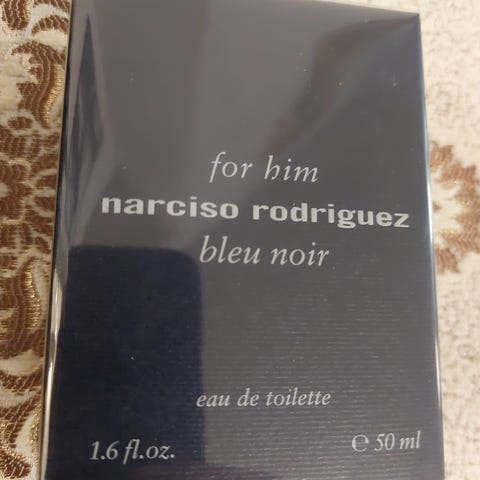 for him
narciso rodriguez
bleu noir
eau de toilette
1.6 fl.oz. ℮ 50 ml